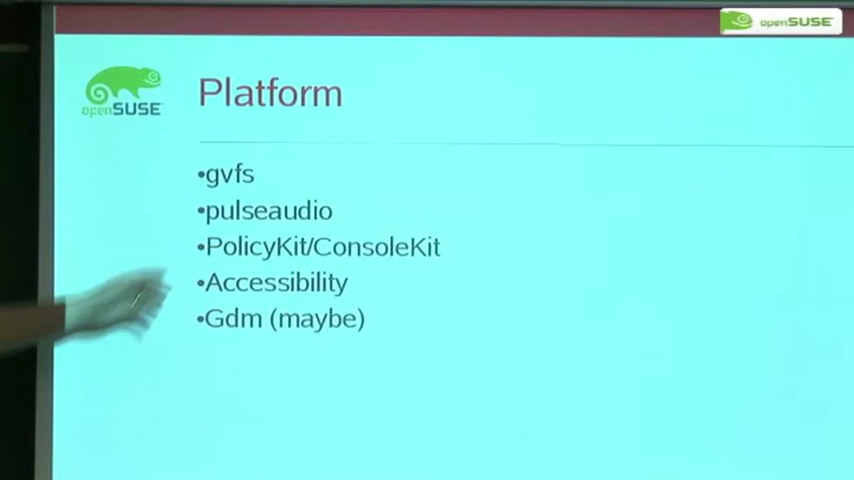 openSUSE
openSUSE
Platform
•gvfs
•pulseaudio
•PolicyKit/ConsoleKit
•Accessibility
•Gdm (maybe)